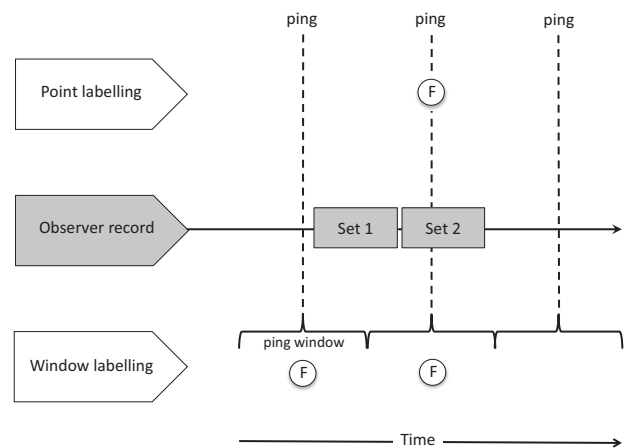 ping ping ping
Point labelling
F
Observer record
Set 1 Set 2
ping window
Window labelling
F F
Time